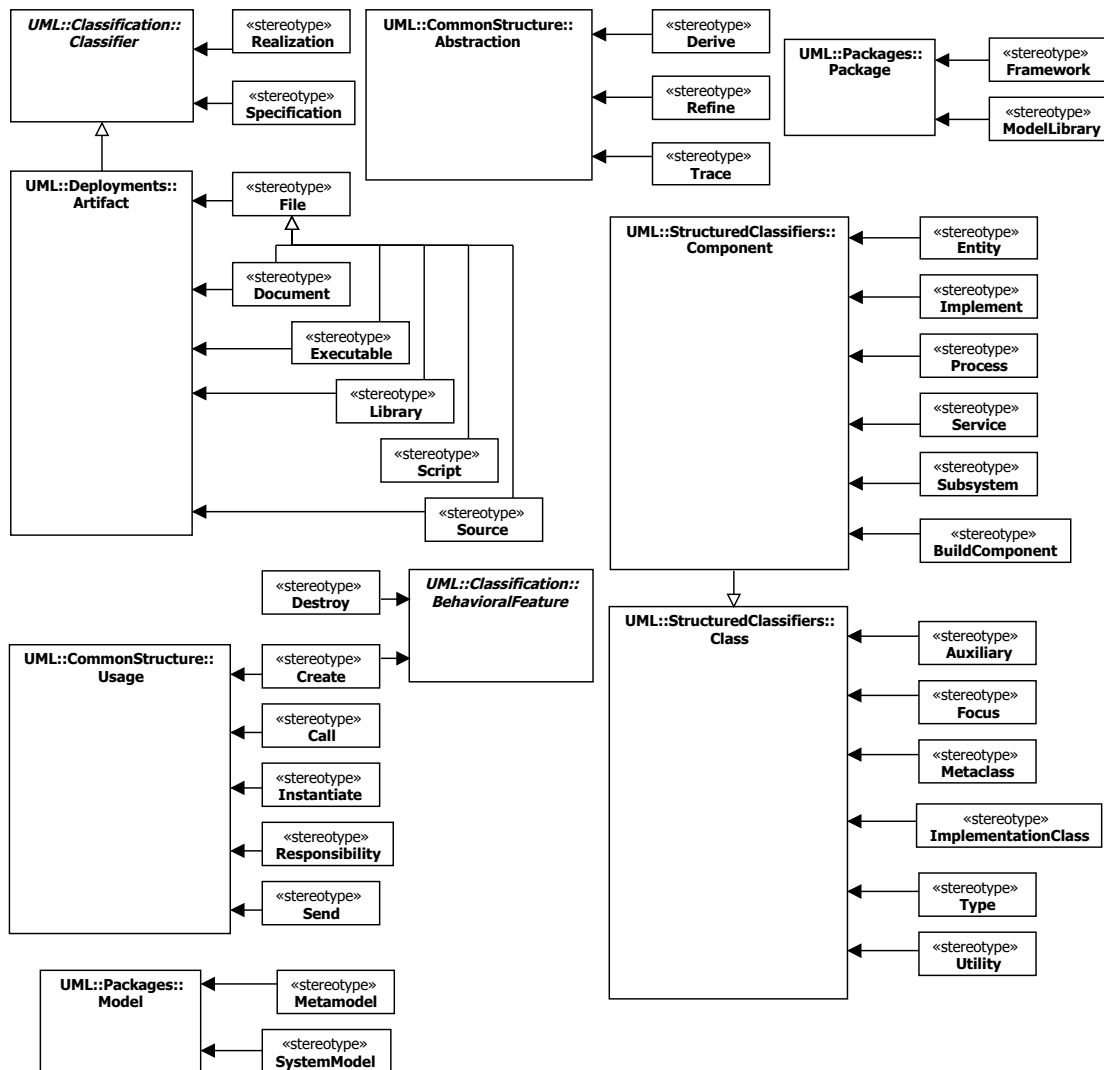 UML::Classification::
Classifier
«stereotype»
Realization
«stereotype»
Specification
UML::CommonStructure::
Abstraction
«stereotype»
Derive
«stereotype»
Refine
«stereotype»
Trace
UML::Packages::
Package
«stereotype»
Framework
«stereotype»
ModelLibrary
UML::Deployments::
Artifact
«stereotype»
File
«stereotype»
Document
«stereotype»
Executable
«stereotype»
Library
«stereotype»
Script
«stereotype»
Source
UML::StructuredClassifiers::
Component
«stereotype»
Entity
«stereotype»
Implement
«stereotype»
Process
«stereotype»
Service
«stereotype»
Subsystem
«stereotype»
BuildComponent
«stereotype»
Destroy
UML::Classification::
BehavioralFeature
UML::CommonStructure::
Usage
«stereotype»
Create
«stereotype»
Call
«stereotype»
Instantiate
«stereotype»
Responsibility
«stereotype»
Send
UML::StructuredClassifiers::
Class
«stereotype»
Auxiliary
«stereotype»
Focus
«stereotype»
Metaclass
«stereotype»
ImplementationClass
«stereotype»
Type
«stereotype»
Utility
UML::Packages::
Model
«stereotype»
Metamodel
«stereotype»
SystemModel